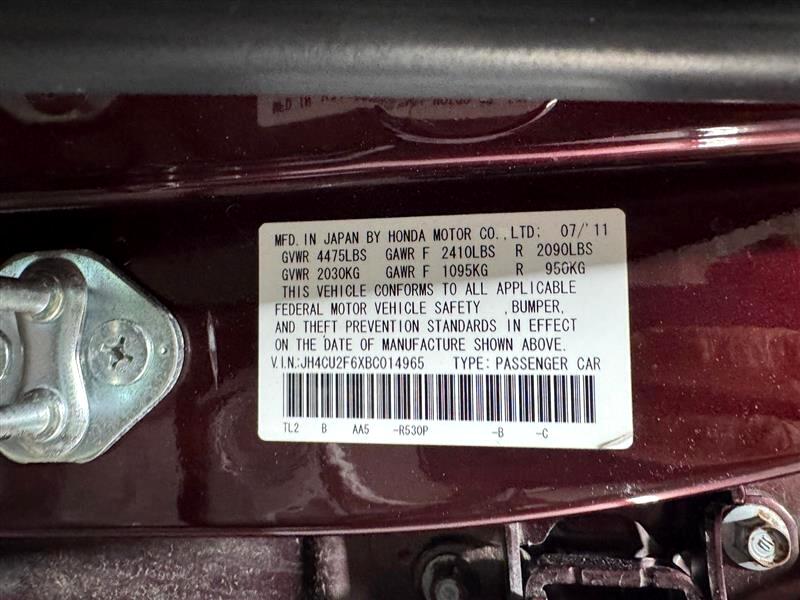 MFD. IN JAPAN BY HONDA MOTOR CO., LTD: 07/'11
GVWR 4475LBS GAWR F 2410LBS R 2090LBS
GVWR 2030KG GAWR F 1095KG R 950KG
THIS VEHICLE CONFORMS TO ALL APPLICABLE
FEDERAL MOTOR VEHICLE SAFETY , BUMPER,
AND THEFT PREVENTION STANDARDS IN EFFECT
ON THE DATE OF MANUFACTURE SHOWN ABOVE.
V.I.N.:JH4CU2F6XBC014965 TYPE: PASSENGER CAR
TL2 B AA5 -R530P -B -C